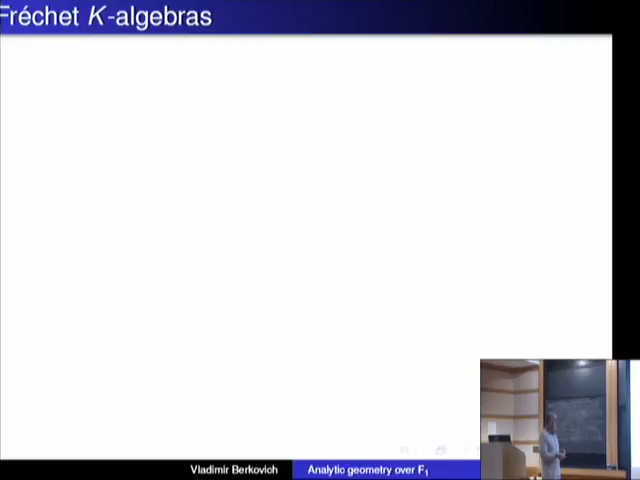 Fréchet K-algebras
Vladimir Berkovich
Analytic geometry over F₁